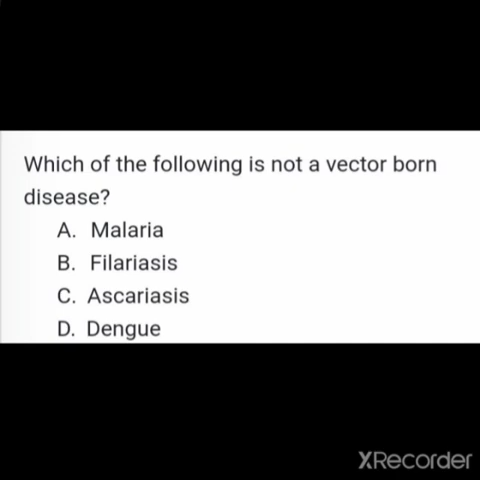 Which of the following is not a vector born
disease?
A. Malaria
B. Filariasis
C. Ascariasis
D. Dengue
XRecorder